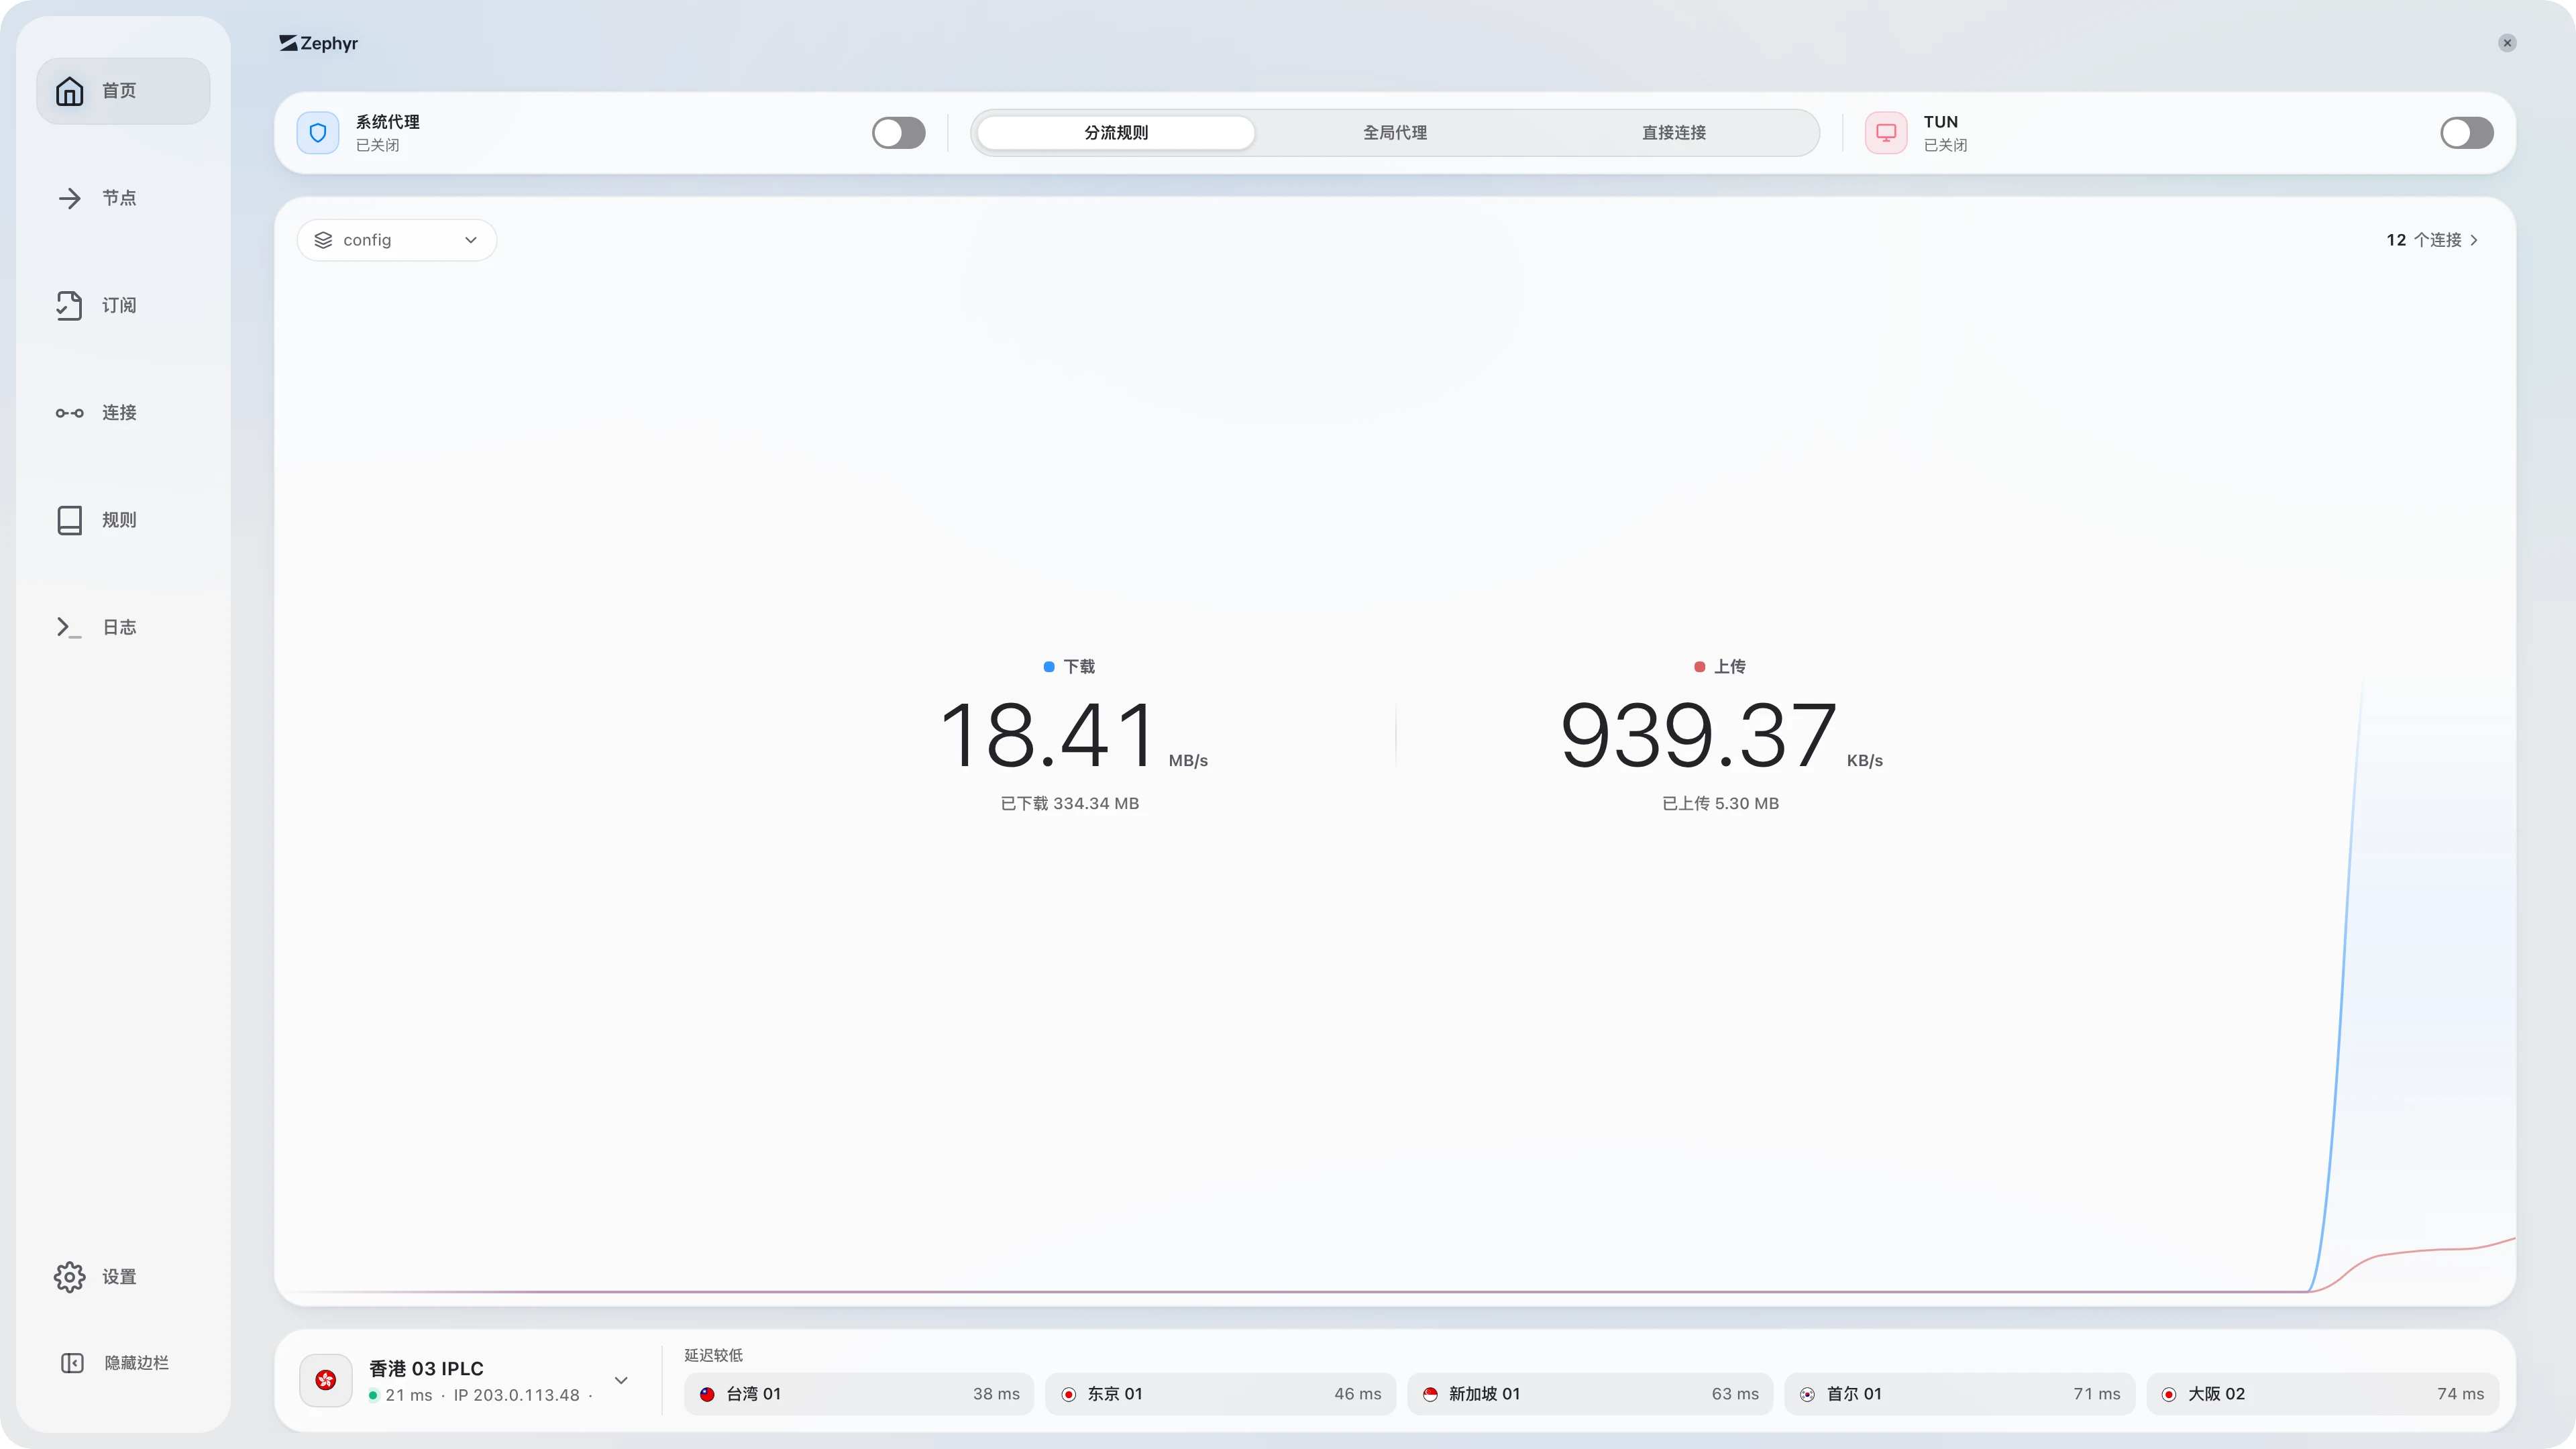 Zephyr
首页
节点
订阅
连接
规则
日志
设置
隐藏边栏
系统代理
已关闭
分流规则
全局代理
直接连接
TUN
已关闭
config
12 个连接
下载
18.41 MB/s
已下载 334.34 MB
上传
939.37 KB/s
已上传 5.30 MB
香港 03 IPLC
21 ms · IP 203.0.113.48 ·
延迟较低
台湾 01 38 ms
东京 01 46 ms
新加坡 01 63 ms
首尔 01 71 ms
大阪 02 74 ms